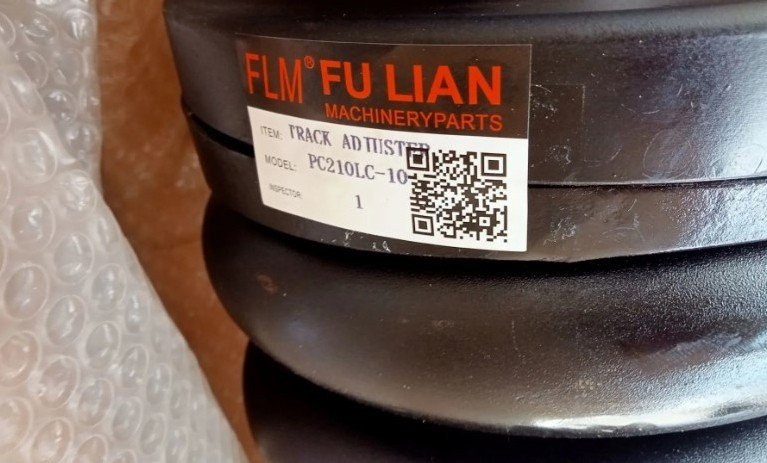 FLM® FU LIAN
MACHINERYPARTS
ITEM: TRACK ADJUSTER
MODEL: PC210LC-10
INSPECTOR: 1